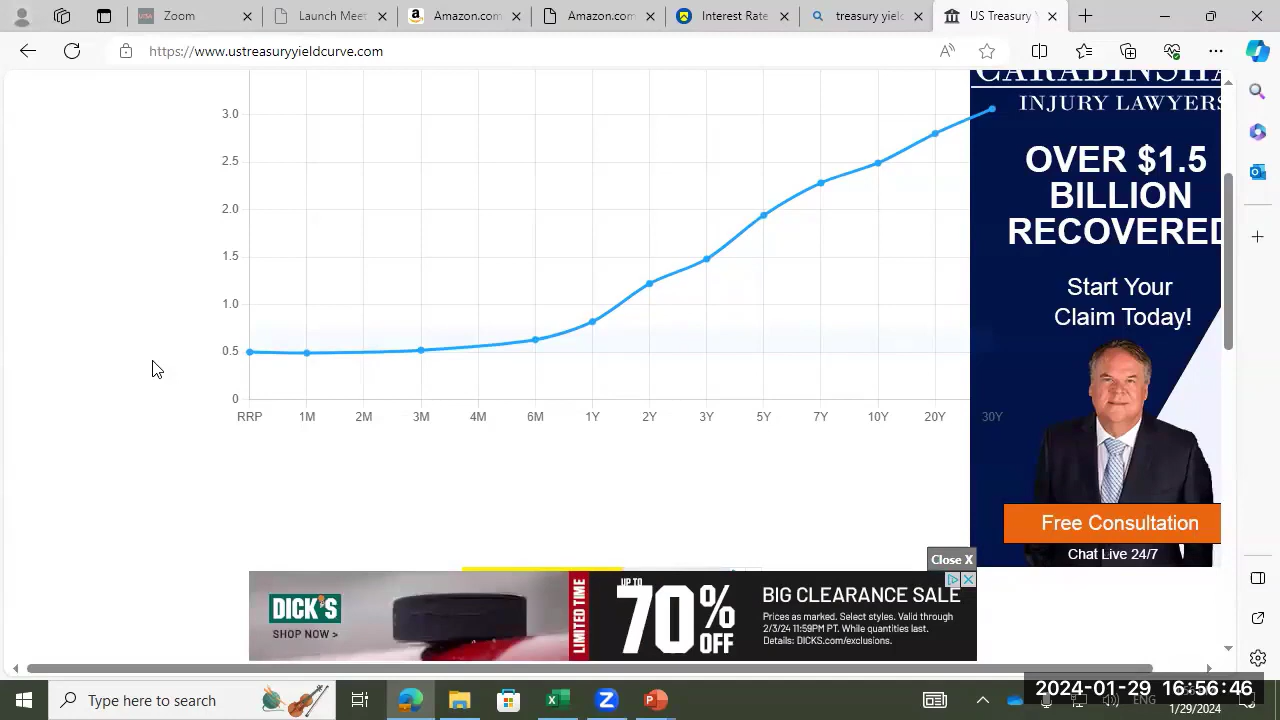 Zoom
Launch Meet
Amazon.com
Amazon.com
Interest Rate
treasury yiel
US Treasury
https://www.ustreasuryyieldcurve.com
3.0
2.5
2.0
1.5
1.0
0.5
0
RRP 1M 2M 3M 4M 6M 1Y 2Y 3Y 5Y 7Y 10Y 20Y 30Y
INJURY LAWYERS
OVER $1.5
BILLION
RECOVERED
Start Your
Claim Today!
Free Consultation
Chat Live 24/7
Close X
DICK'S
SHOP NOW >
LIMITED TIME
UP TO
70% OFF
BIG CLEARANCE SALE
Prices as marked. Select styles. Valid through
2/3/24 11:59PM PT. While quantities last.
Details: DICKS.com/exclusions.
Type here to search
ENG
2024-01-29 16:56:46
1/29/2024